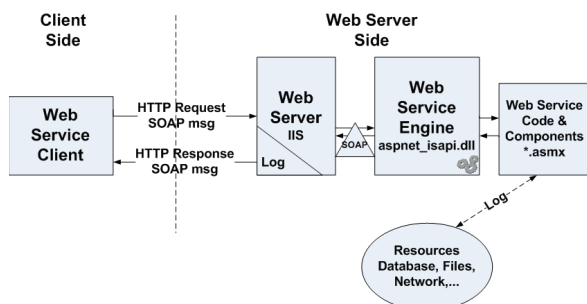 Client
Side
Web Server
Side
Web
Service
Client
HTTP Request
SOAP msg
HTTP Response
SOAP msg
Web
Server
IIS
Log
SOAP
Web
Service
Engine
aspnet_isapi.dll
Web Service
Code &
Components
*.asmx
Log
Resources
Database, Files,
Network,...